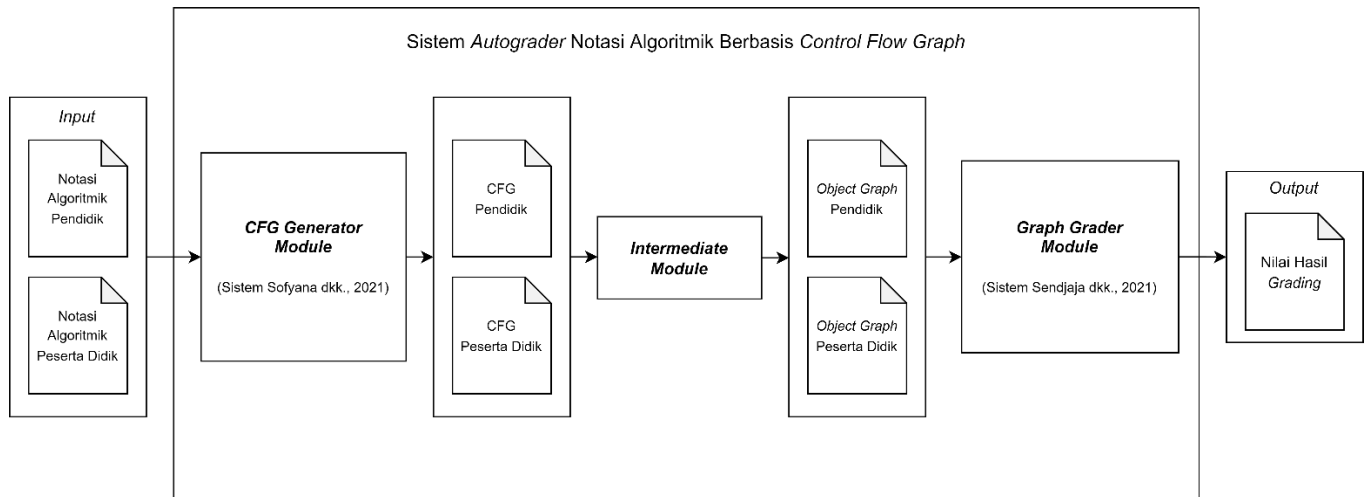 Sistem Autograder Notasi Algoritmik Berbasis Control Flow Graph
Input
Notasi
Algoritmik
Pendidik
Notasi
Algoritmik
Peserta Didik
CFG Generator
Module
(Sistem Sofyana dkk., 2021)
CFG
Pendidik
CFG
Peserta Didik
Intermediate
Module
Object Graph
Pendidik
Object Graph
Peserta Didik
Graph Grader
Module
(Sistem Sendjaja dkk., 2021)
Output
Nilai Hasil
Grading